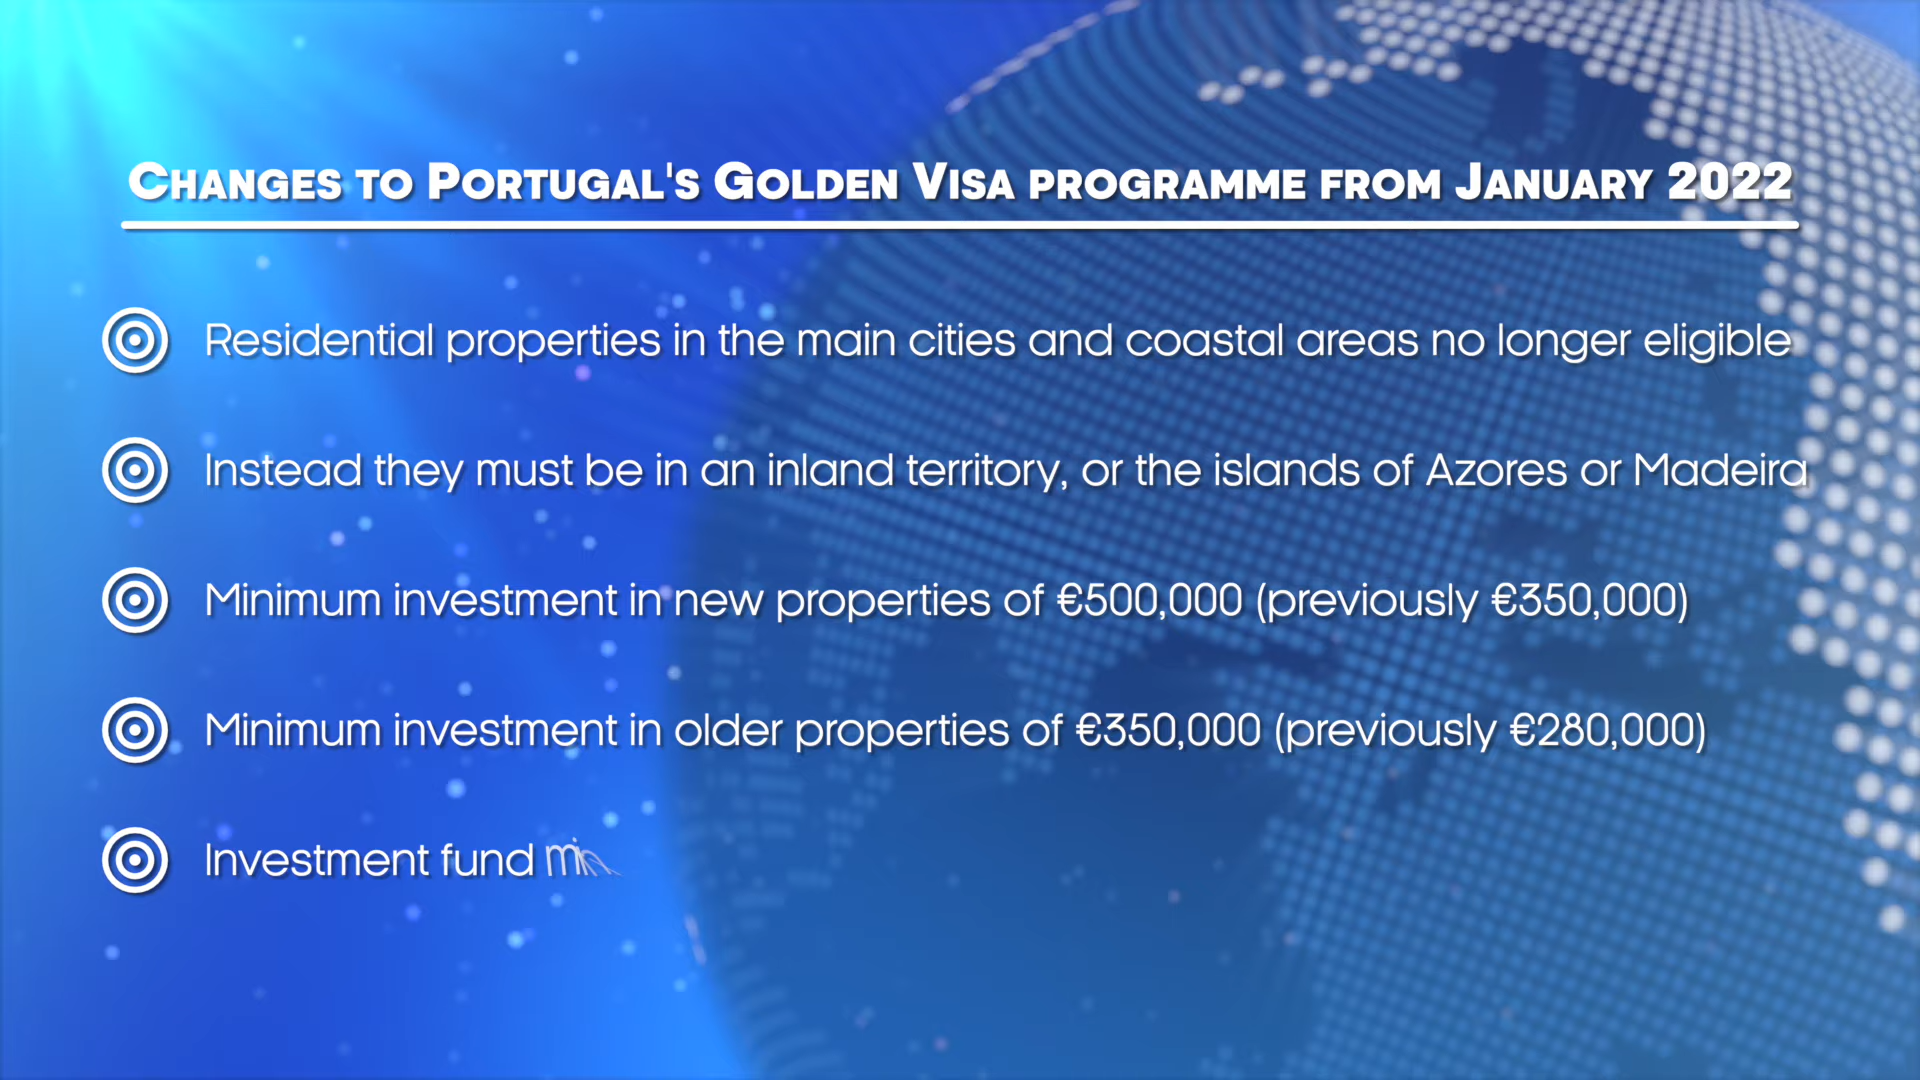 Changes to Portugal's Golden Visa programme from January 2022
Residential properties in the main cities and coastal areas no longer eligible
Instead they must be in an inland territory, or the islands of Azores or Madeira
Minimum investment in new properties of €500,000 (previously €350,000)
Minimum investment in older properties of €350,000 (previously €280,000)
Investment fund